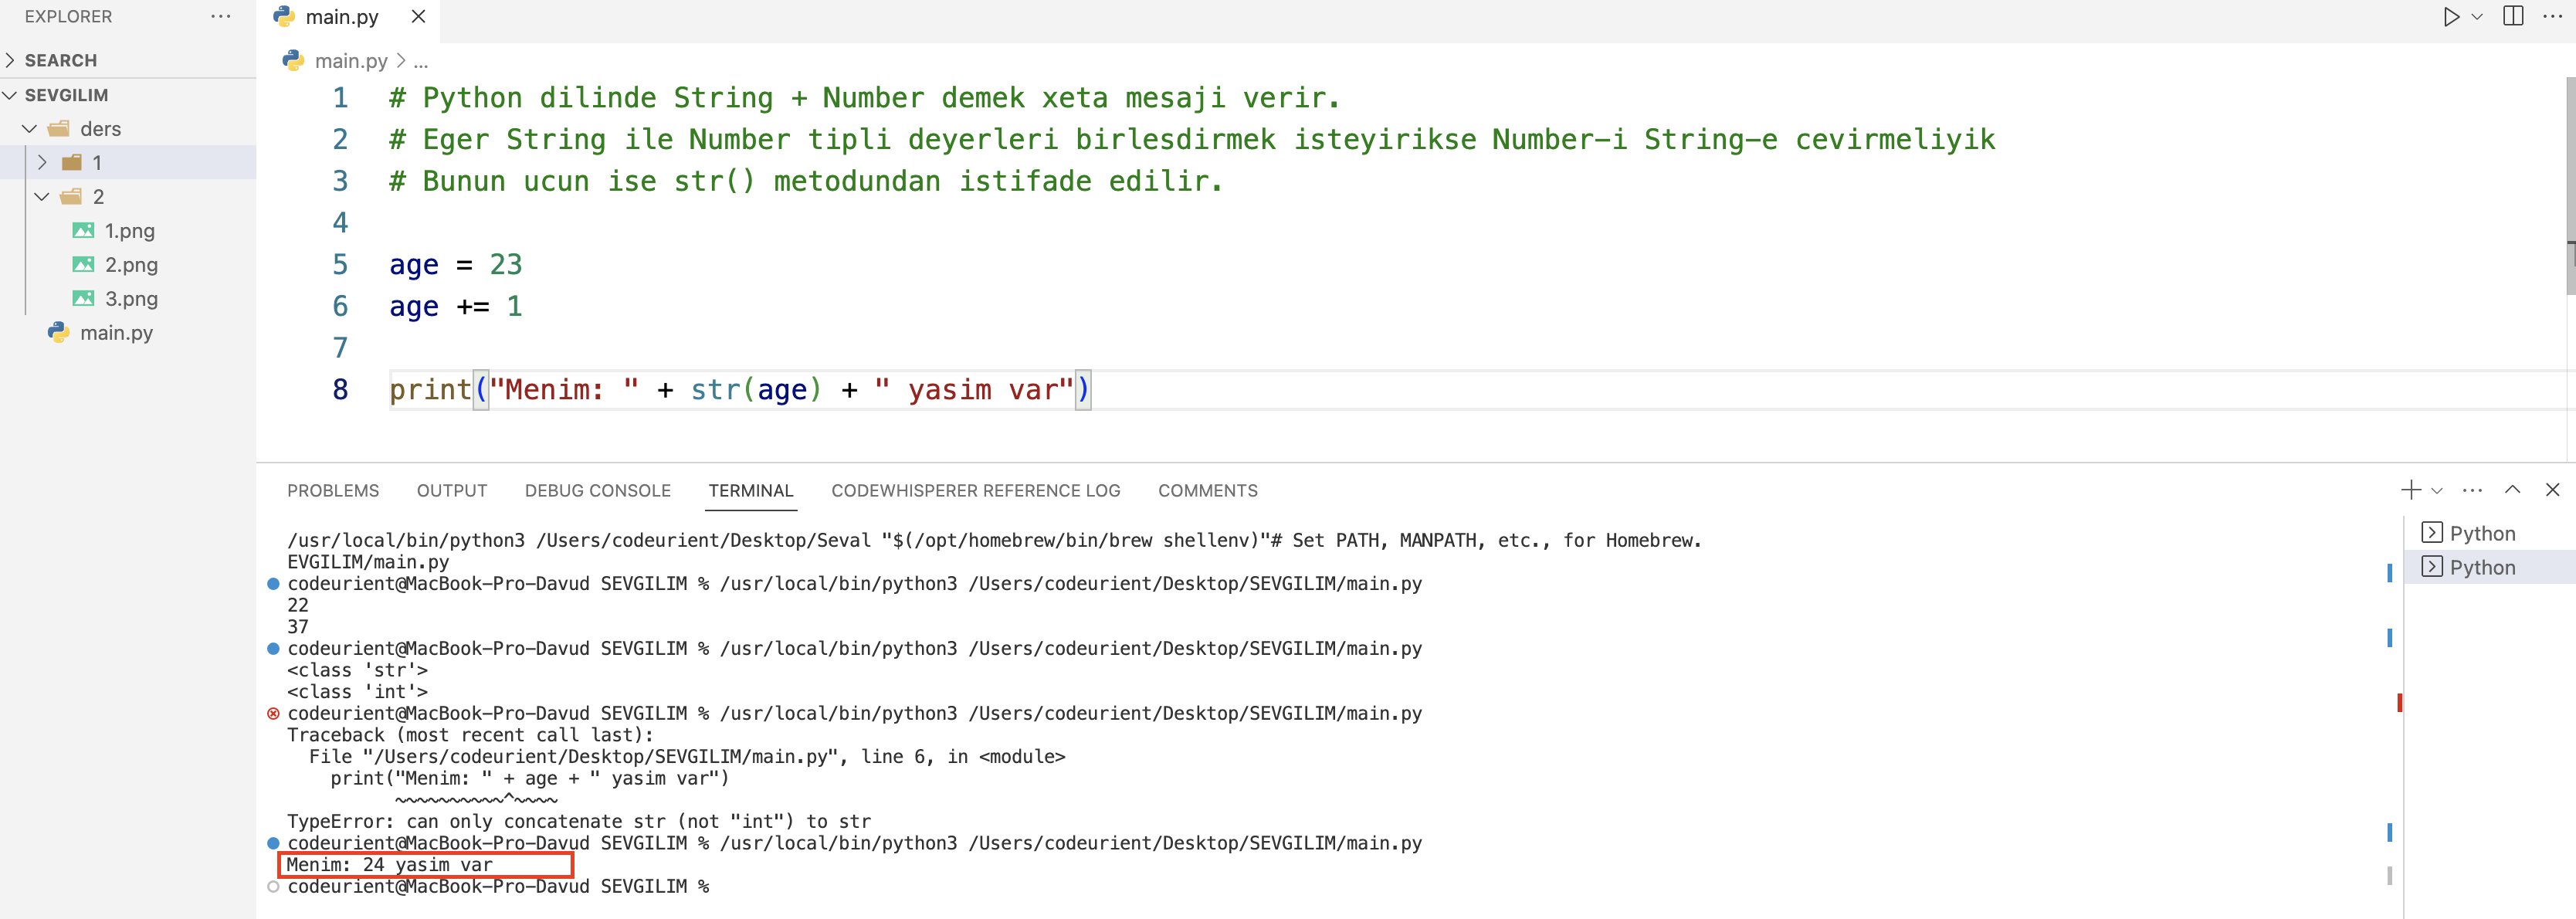 EXPLORER
SEARCH
SEVGILIM
ders
1
2
1.png
2.png
3.png
main.py
main.py
main.py > ...
1 # Python dilinde String + Number demek xeta mesaji verir.
2 # Eger String ile Number tipli deyerleri birlesdirmek isteyirikse Number-i String-e cevirmeliyik
3 # Bunun ucun ise str() metodundan istifade edilir.
4
5 age = 23
6 age += 1
7
8 print("Menim: " + str(age) + " yasim var")
PROBLEMS OUTPUT DEBUG CONSOLE TERMINAL CODEWHISPERER REFERENCE LOG COMMENTS
/usr/local/bin/python3 /Users/codeurient/Desktop/Seval "$(/opt/homebrew/bin/brew shellenv)"# Set PATH, MANPATH, etc., for Homebrew.
EVGILIM/main.py
codeurient@MacBook-Pro-Davud SEVGILIM % /usr/local/bin/python3 /Users/codeurient/Desktop/SEVGILIM/main.py
22
37
codeurient@MacBook-Pro-Davud SEVGILIM % /usr/local/bin/python3 /Users/codeurient/Desktop/SEVGILIM/main.py
<class 'str'>
<class 'int'>
codeurient@MacBook-Pro-Davud SEVGILIM % /usr/local/bin/python3 /Users/codeurient/Desktop/SEVGILIM/main.py
Traceback (most recent call last):
  File "/Users/codeurient/Desktop/SEVGILIM/main.py", line 6, in <module>
    print("Menim: " + age + " yasim var")
          ~~~~~~~~~~^~~~~
TypeError: can only concatenate str (not "int") to str
codeurient@MacBook-Pro-Davud SEVGILIM % /usr/local/bin/python3 /Users/codeurient/Desktop/SEVGILIM/main.py
Menim: 24 yasim var
codeurient@MacBook-Pro-Davud SEVGILIM %
Python
Python